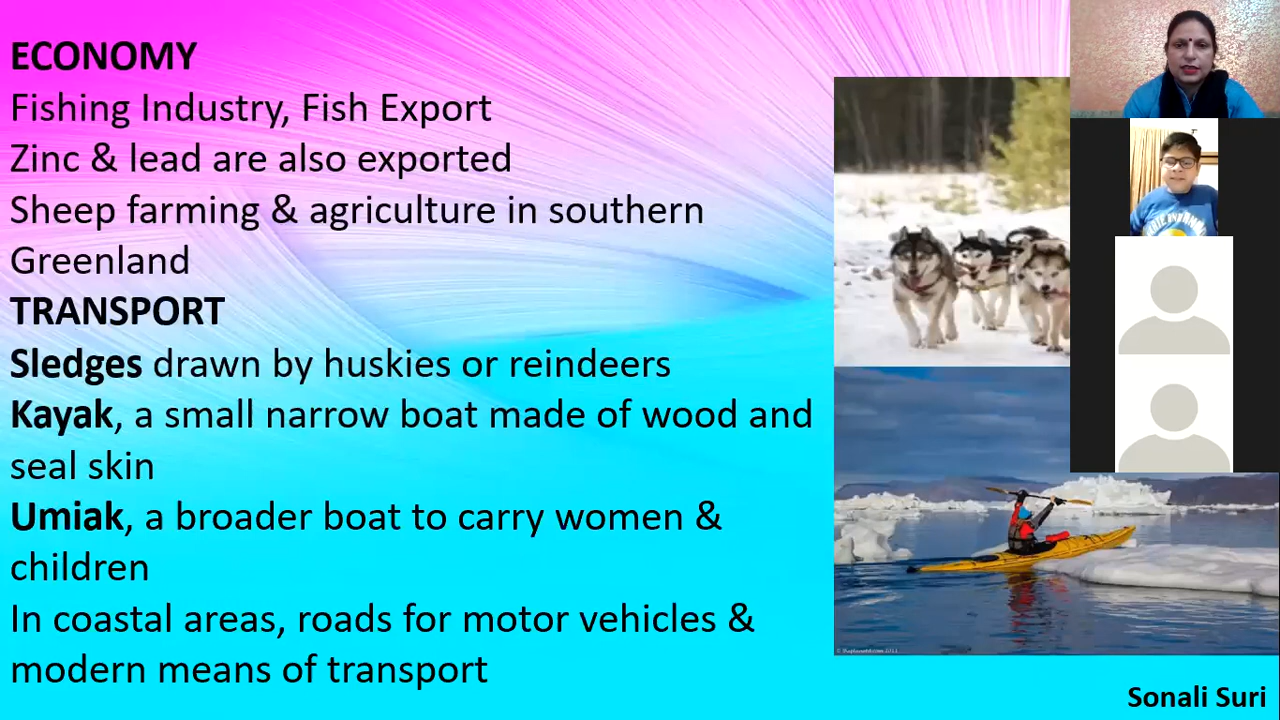 ECONOMY
Fishing Industry, Fish Export
Zinc & lead are also exported
Sheep farming & agriculture in southern
Greenland
TRANSPORT
Sledges drawn by huskies or reindeers
Kayak, a small narrow boat made of wood and
seal skin
Umiak, a broader boat to carry women &
children
In coastal areas, roads for motor vehicles &
modern means of transport
Sonali Suri